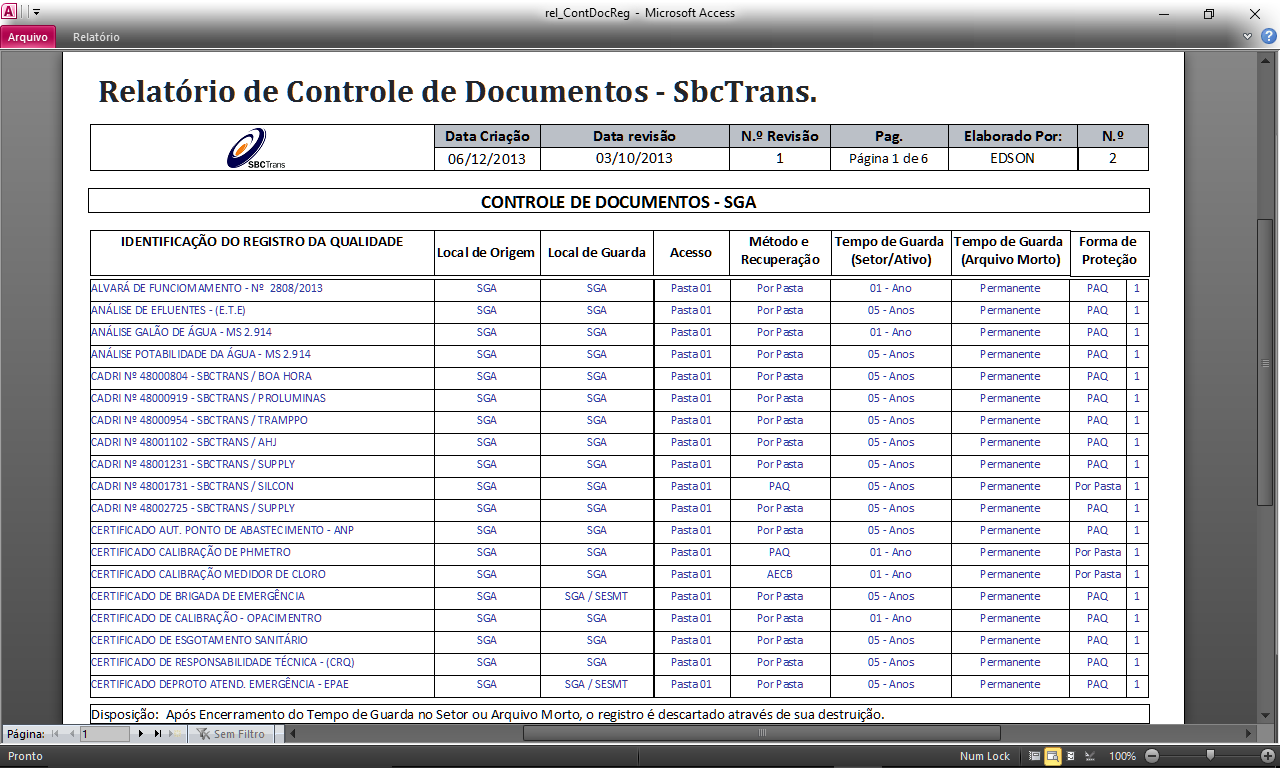 rel_ContDocReg - Microsoft Access
Arquivo Relatório
Relatório de Controle de Documentos - SbcTrans.
SBCTrans
Data Criação Data revisão N.º Revisão Pag. Elaborado Por: N.º
06/12/2013 03/10/2013 1 Página 1 de 6 EDSON 2
CONTROLE DE DOCUMENTOS - SGA
IDENTIFICAÇÃO DO REGISTRO DA QUALIDADE Local de Origem Local de Guarda Acesso Método e Recuperação Tempo de Guarda (Setor/Ativo) Tempo de Guarda (Arquivo Morto) Forma de Proteção
ALVARÁ DE FUNCIOMAMENTO - Nº 2808/2013 SGA SGA Pasta 01 Por Pasta 01 - Ano Permanente PAQ 1
ANÁLISE DE EFLUENTES - (E.T.E) SGA SGA Pasta 01 Por Pasta 05 - Anos Permanente PAQ 1
ANÁLISE GALÃO DE ÁGUA - MS 2.914 SGA SGA Pasta 01 Por Pasta 01 - Ano Permanente PAQ 1
ANÁLISE POTABILIDADE DA ÁGUA - MS 2.914 SGA SGA Pasta 01 Por Pasta 05 - Anos Permanente PAQ 1
CADRI Nº 48000804 - SBCTRANS / BOA HORA SGA SGA Pasta 01 Por Pasta 05 - Anos Permanente PAQ 1
CADRI Nº 48000919 - SBCTRANS / PROLUMINAS SGA SGA Pasta 01 Por Pasta 05 - Anos Permanente PAQ 1
CADRI Nº 48000954 - SBCTRANS / TRAMPPO SGA SGA Pasta 01 Por Pasta 05 - Anos Permanente PAQ 1
CADRI Nº 48001102 - SBCTRANS / AHJ SGA SGA Pasta 01 Por Pasta 05 - Anos Permanente PAQ 1
CADRI Nº 48001231 - SBCTRANS / SUPPLY SGA SGA Pasta 01 Por Pasta 05 - Anos Permanente PAQ 1
CADRI Nº 48001731 - SBCTRANS / SILCON SGA SGA Pasta 01 PAQ 05 - Anos Permanente Por Pasta 1
CADRI Nº 48002725 - SBCTRANS / SUPPLY SGA SGA Pasta 01 Por Pasta 05 - Anos Permanente PAQ 1
CERTIFICADO AUT. PONTO DE ABASTECIMENTO - ANP SGA SGA Pasta 01 Por Pasta 05 - Anos Permanente PAQ 1
CERTIFICADO CALIBRAÇÃO DE PHMETRO SGA SGA Pasta 01 PAQ 01 - Ano Permanente Por Pasta 1
CERTIFICADO CALIBRAÇÃO MEDIDOR DE CLORO SGA SGA Pasta 01 AECB 01 - Ano Permanente Por Pasta 1
CERTIFICADO DE BRIGADA DE EMERGÊNCIA SGA SGA / SESMT Pasta 01 Por Pasta 05 - Anos Permanente PAQ 1
CERTIFICADO DE CALIBRAÇÃO - OPACIMENTRO SGA SGA Pasta 01 Por Pasta 01 - Ano Permanente PAQ 1
CERTIFICADO DE ESGOTAMENTO SANITÁRIO SGA SGA Pasta 01 Por Pasta 05 - Anos Permanente PAQ 1
CERTIFICADO DE RESPONSABILIDADE TÉCNICA - (CRQ) SGA SGA Pasta 01 Por Pasta 05 - Anos Permanente PAQ 1
CERTIFICADO DEPROTO ATEND. EMERGÊNCIA - EPAE SGA SGA / SESMT Pasta 01 Por Pasta 05 - Anos Permanente PAQ 1
Disposição: Após Encerramento do Tempo de Guarda no Setor ou Arquivo Morto, o registro é descartado através de sua destruição.
Página: 1 Sem Filtro
Pronto Num Lock 100%